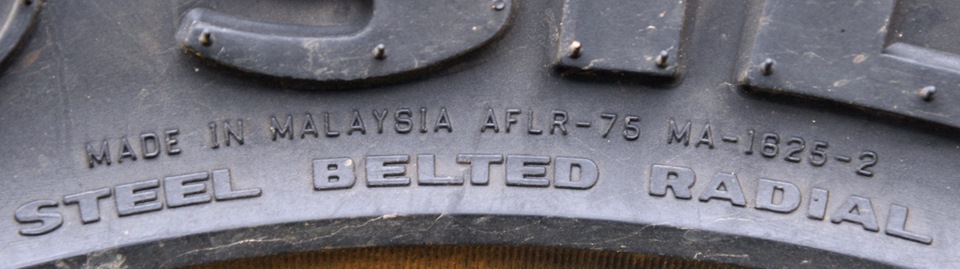 MADE IN MALAYSIA AFLR-75 MA-1625-2
STEEL BELTED RADIAL